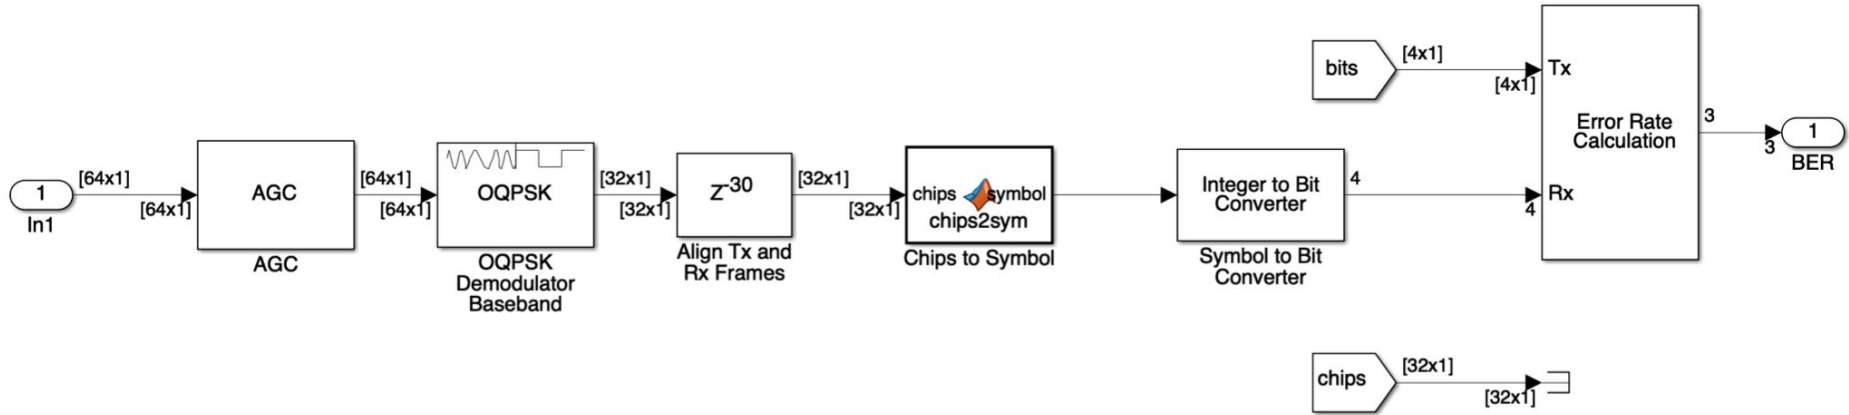 1
In1
[64x1]
[64x1]
AGC
AGC
[64x1]
[64x1]
OQPSK
OQPSK
Demodulator
Baseband
[32x1]
[32x1]
Z-30
Align Tx and
Rx Frames
[32x1]
[32x1]
chips symbol
chips2sym
Chips to Symbol
Integer to Bit
Converter
Symbol to Bit
Converter
4
4
bits
[4x1]
[4x1]
Tx
Error Rate
Calculation
Rx
3
3
1
BER
chips
[32x1]
[32x1]